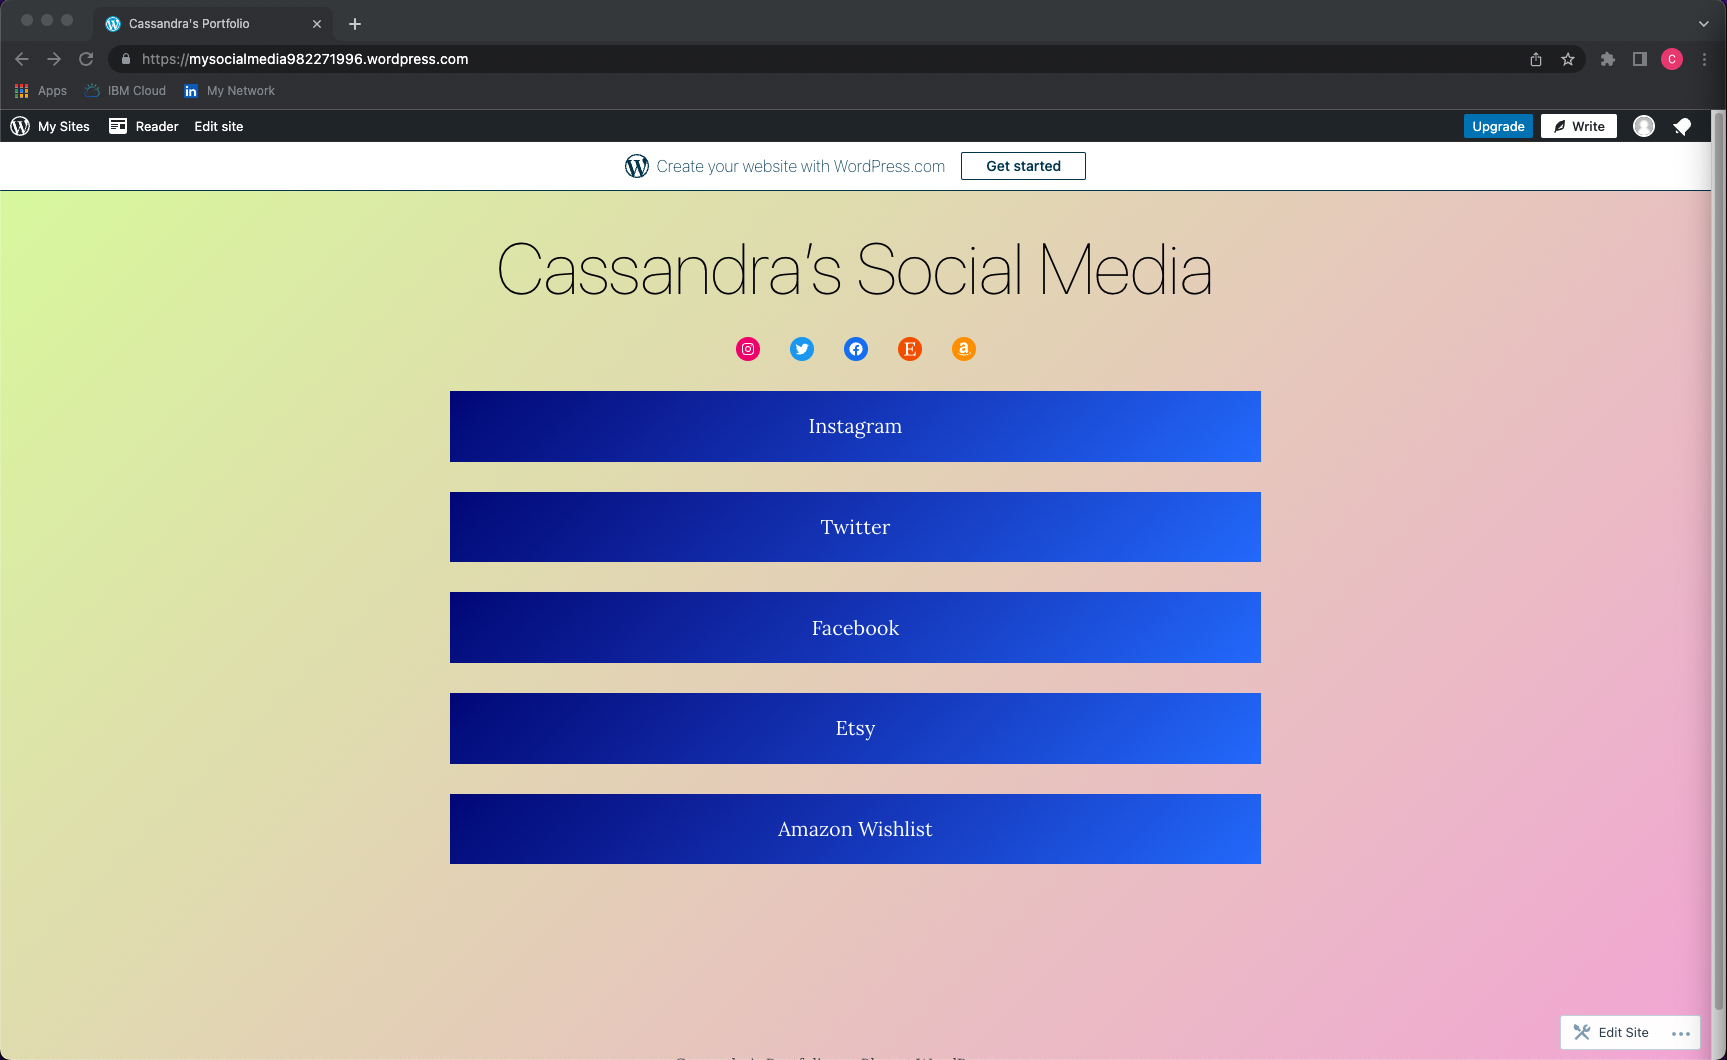 Cassandra's Portfolio
https://mysocialmedia982271996.wordpress.com
C
Apps IBM Cloud My Network
My Sites Reader Edit site Upgrade Write
Create your website with WordPress.com Get started
Cassandra's Social Media
Instagram
Twitter
Facebook
Etsy
Amazon Wishlist
Edit Site